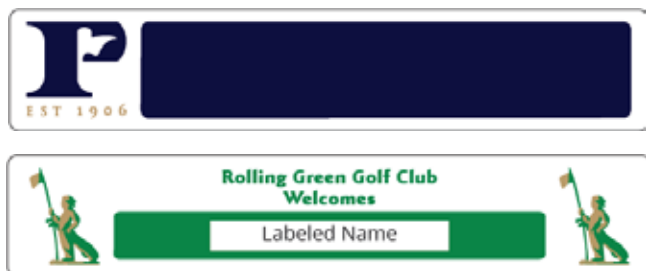 P
EST 1906
Rolling Green Golf Club
Welcomes
Labeled Name